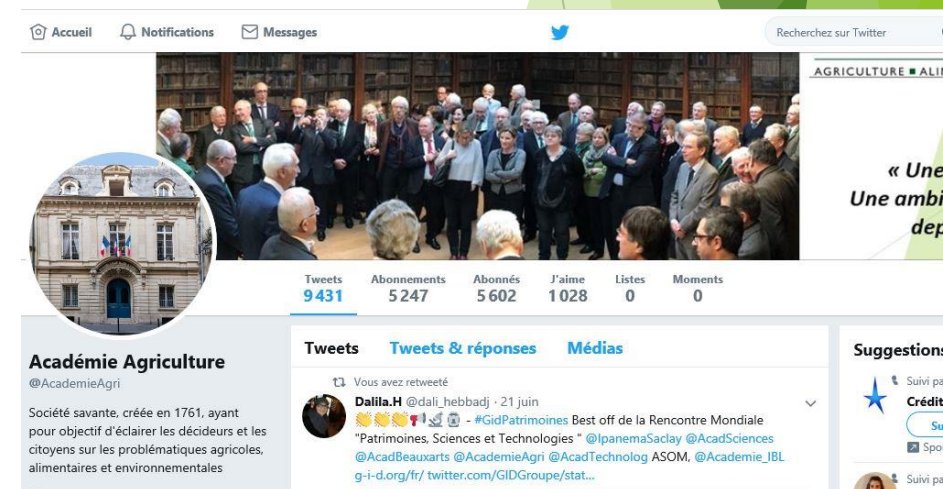 Accueil Notifications Messages Recherchez sur Twitter
AGRICULTURE ■
« Une
Une
Tweets Abonnements Abonnés J'aime Listes Moments
9 431 5 247 5 602 1 028 0 0
Académie Agriculture
@AcademieAgri
Société savante, créée en 1761, ayant
pour objectif d'éclairer les décideurs et les
citoyens sur les problématiques agricoles,
alimentaires et environnementales
Tweets Tweets & réponses Médias
Vous avez retweeté
Dalila.H @dali_hebbadj · 21 juin
- #GidPatrimoines Best off de la Rencontre Mondiale
"Patrimoines, Sciences et Technologies " @IpanemaSaclay @AcadSciences
@AcadBeauxarts @AcademieAgri @AcadTechnolog ASOM, @Academie_IBL
g-i-d.org/fr/ twitter.com/GIDGroupe/stat...
Suggestions
Suivi pa
Crédit
Su
Spo
Suivi pa